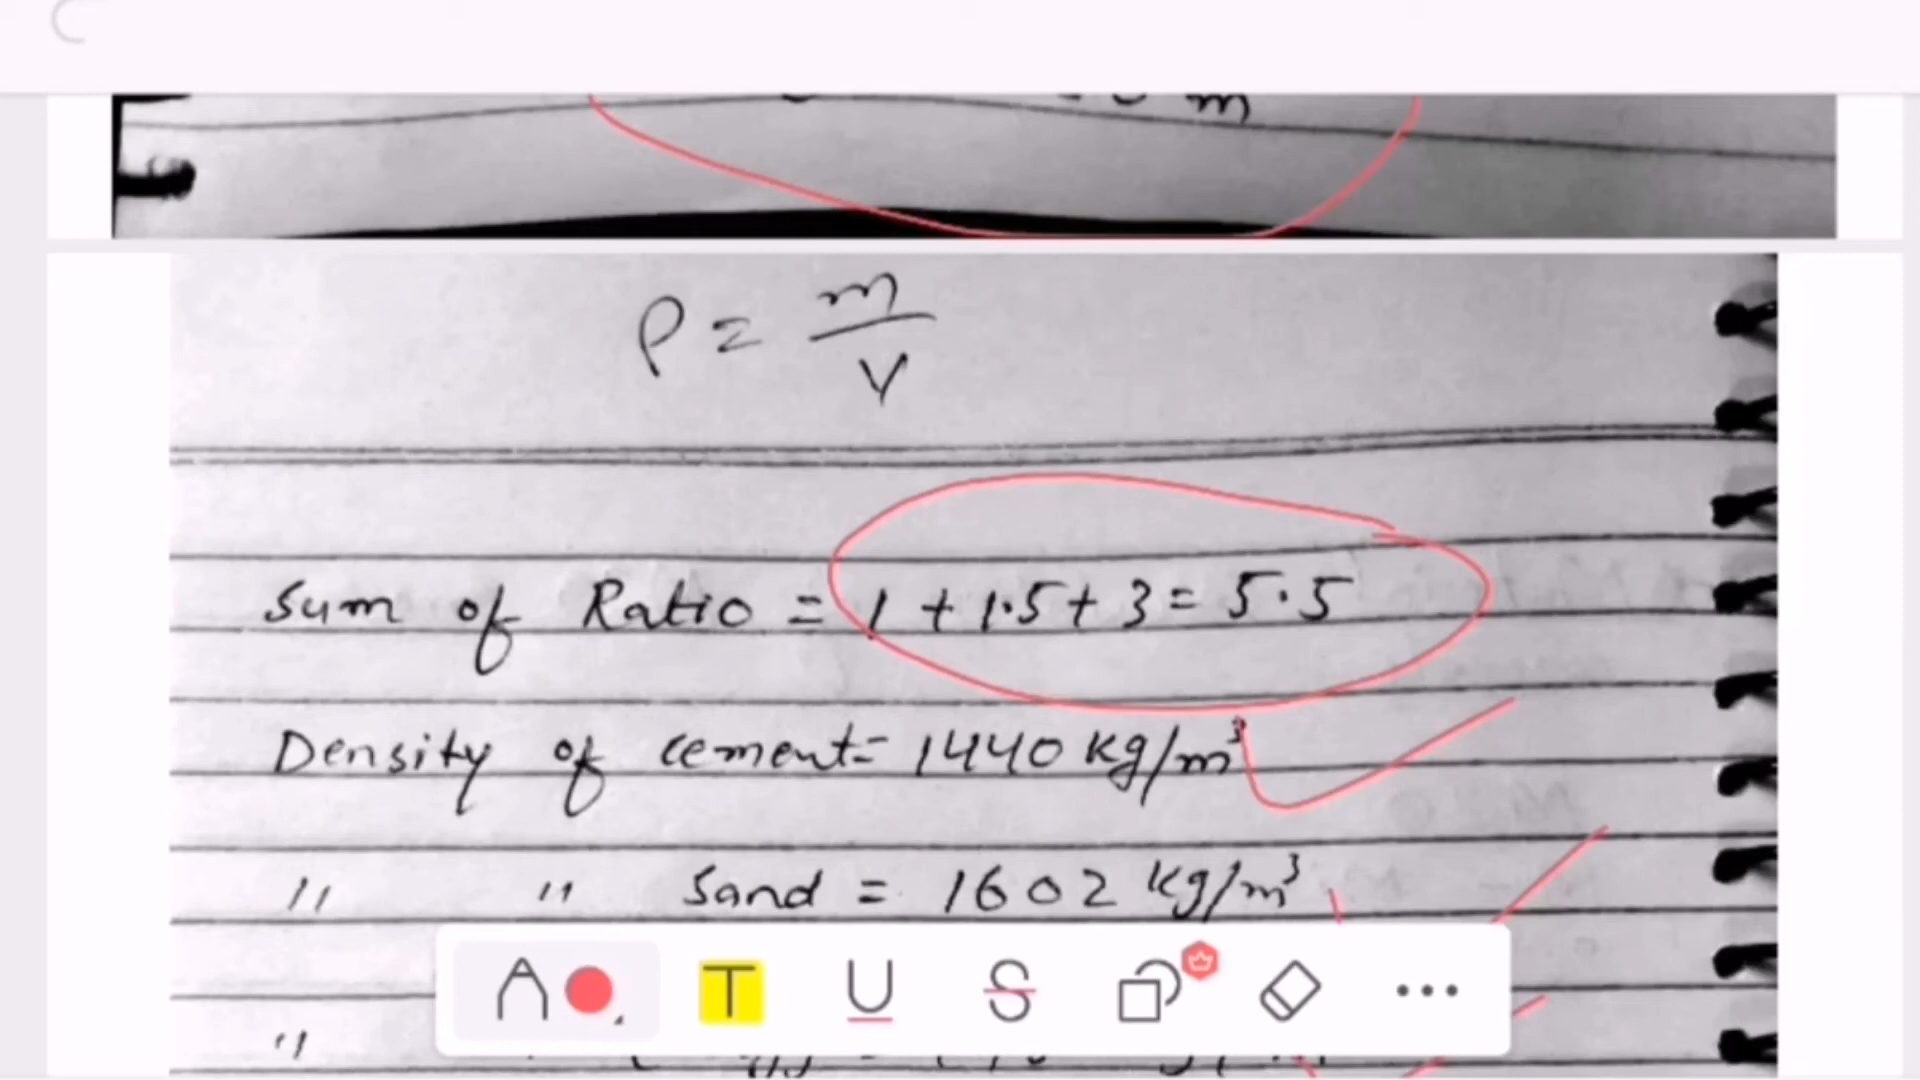 m
ρ = m/V
Sum of Ratio = 1 + 1.5 + 3 = 5.5
Density of cement = 1440 kg/m³
" " Sand = 1602 kg/m³
"